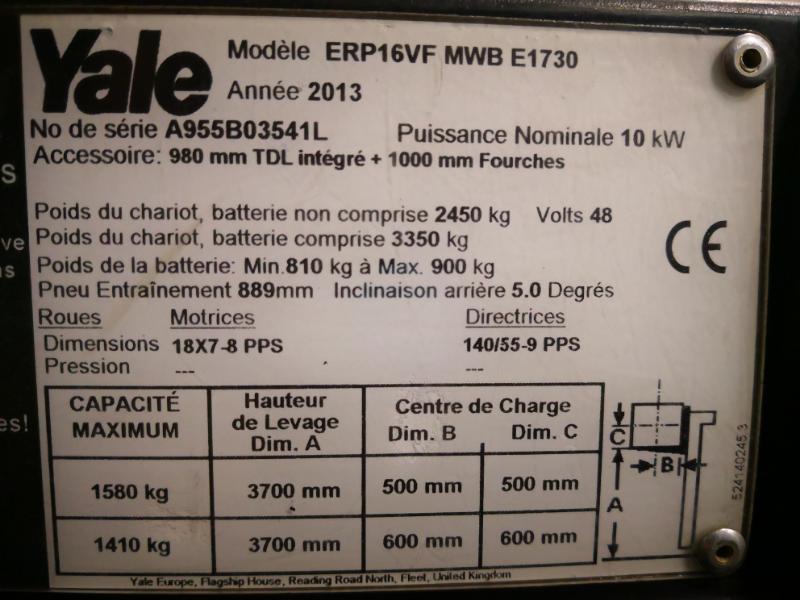 Yale
Modèle ERP16VF MWB E1730
Année 2013
No de série A955B03541L Puissance Nominale 10 kW
Accessoire: 980 mm TDL intégré + 1000 mm Fourches
Poids du chariot, batterie non comprise 2450 kg Volts 48
Poids du chariot, batterie comprise 3350 kg
Poids de la batterie: Min.810 kg à Max. 900 kg
Pneu Entraînement 889mm Inclinaison arrière 5.0 Degrés
CE
Roues Motrices Directrices
Dimensions 18X7-8 PPS 140/55-9 PPS
Pression --- ---
CAPACITÉ MAXIMUM
Hauteur de Levage Dim. A
Centre de Charge
Dim. B Dim. C
1580 kg 3700 mm 500 mm 500 mm
1410 kg 3700 mm 600 mm 600 mm
C
B
A
524140245.3
Yale Europe, Flagship House, Reading Road North, Fleet, United Kingdom
S
ve
es!